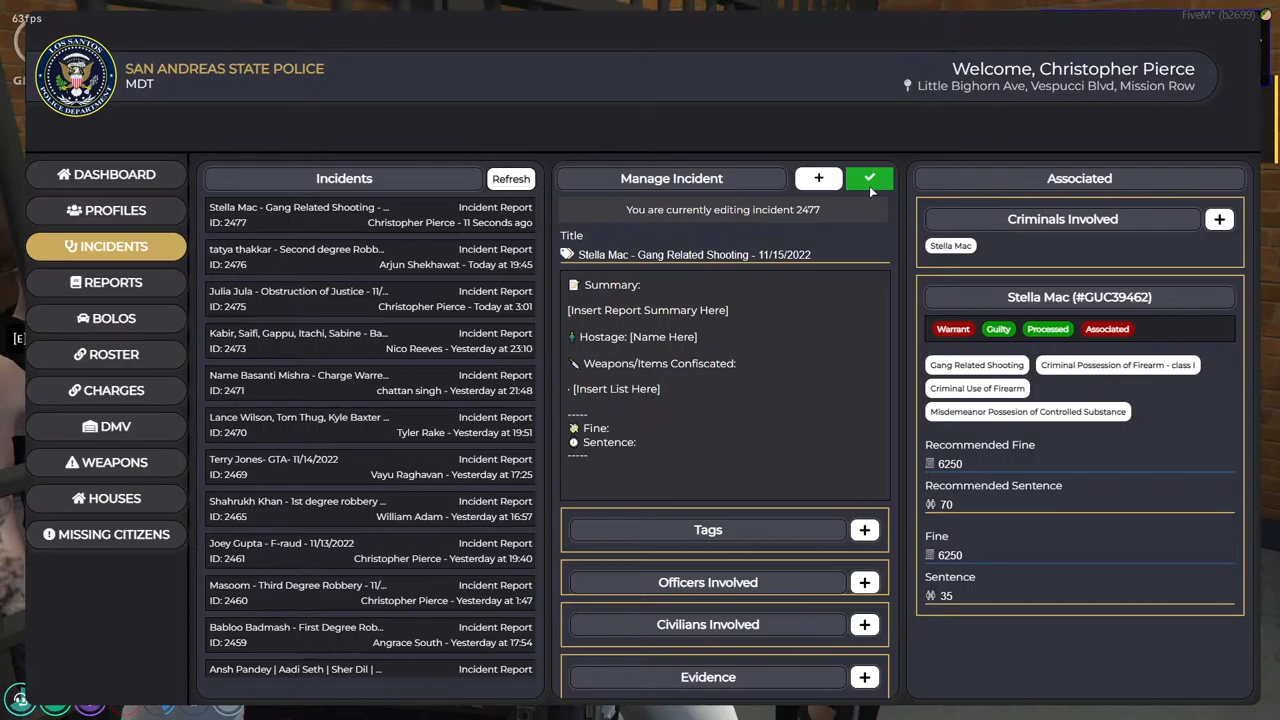 63fps
FiveM* (b2699)
LOS SANTOS
POLICE DEPARTMENT
SAN ANDREAS STATE POLICE
MDT
Welcome, Christopher Pierce
Little Bighorn Ave, Vespucci Blvd, Mission Row
DASHBOARD
PROFILES
INCIDENTS
REPORTS
BOLOS
ROSTER
CHARGES
DMV
WEAPONS
HOUSES
MISSING CITIZENS
[E]
Incidents
Refresh
Stella Mac - Gang Related Shooting - ... Incident Report
ID: 2477 Christopher Pierce - 11 Seconds ago
tatya thakkar - Second degree Robb... Incident Report
ID: 2476 Arjun Shekhawat - Today at 19:45
Julia Jula - Obstruction of Justice - 11/... Incident Report
ID: 2475 Christopher Pierce - Today at 3:01
Kabir, Saifi, Gappu, Itachi, Sabine - Ba... Incident Report
ID: 2473 Nico Reeves - Yesterday at 23:10
Name Basanti Mishra - Charge Warre... Incident Report
ID: 2471 chattan singh - Yesterday at 21:48
Lance Wilson, Tom Thug, Kyle Baxter ... Incident Report
ID: 2470 Tyler Rake - Yesterday at 19:51
Terry Jones- GTA- 11/14/2022 Incident Report
ID: 2469 Vayu Raghavan - Yesterday at 17:25
Shahrukh Khan - 1st degree robbery ... Incident Report
ID: 2465 William Adam - Yesterday at 16:57
Joey Gupta - F-raud - 11/13/2022 Incident Report
ID: 2461 Christopher Pierce - Yesterday at 19:40
Masoom - Third Degree Robbery - 11/... Incident Report
ID: 2460 Christopher Pierce - Yesterday at 1:47
Babloo Badmash - First Degree Rob... Incident Report
ID: 2459 Angrace South - Yesterday at 17:54
Ansh Pandey | Aadi Seth | Sher Dil | ... Incident Report
Manage Incident
You are currently editing incident 2477
Title
Stella Mac - Gang Related Shooting - 11/15/2022
Summary:
[Insert Report Summary Here]
Hostage: [Name Here]
Weapons/Items Confiscated:
· [Insert List Here]
-----
Fine:
Sentence:
-----
Tags
Officers Involved
Civilians Involved
Evidence
Associated
Criminals Involved
Stella Mac
Stella Mac (#GUC39462)
Warrant Guilty Processed Associated
Gang Related Shooting Criminal Possession of Firearm - class I
Criminal Use of Firearm
Misdemeanor Possesion of Controlled Substance
Recommended Fine
6250
Recommended Sentence
70
Fine
6250
Sentence
35